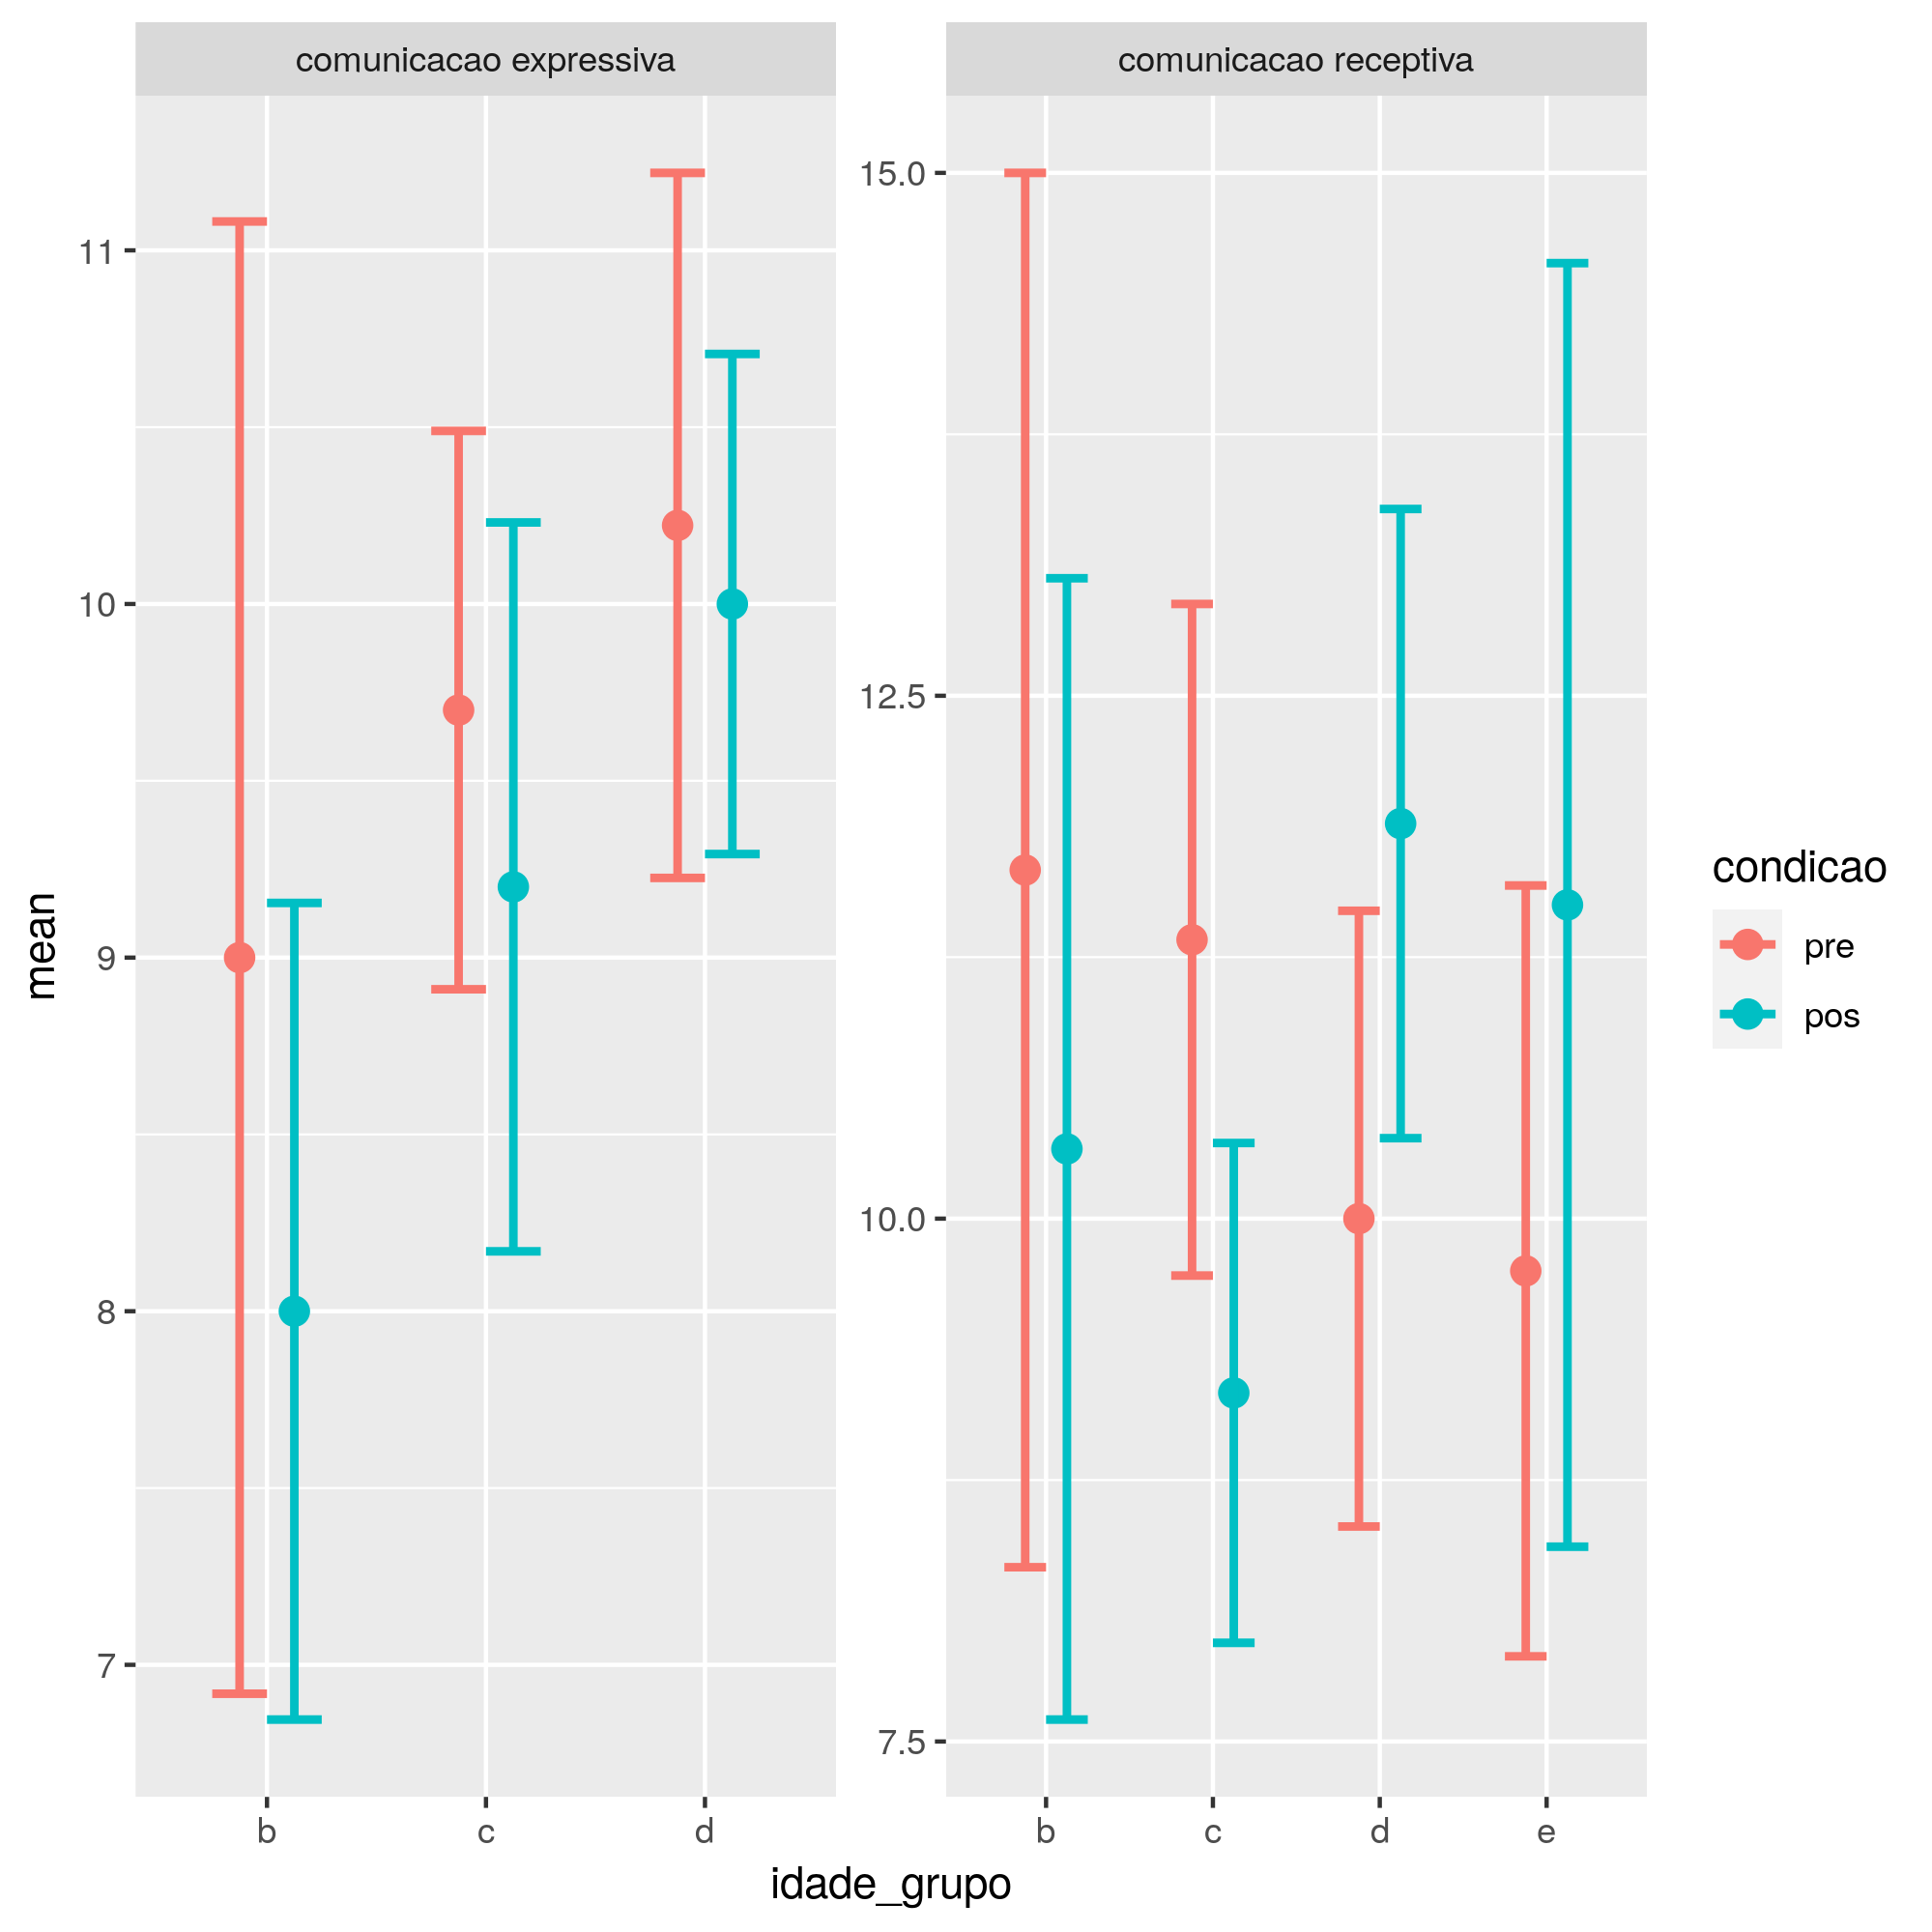 comunicacao expressiva
comunicacao receptiva
11
10
9
8
7
15.0
12.5
10.0
7.5
mean
b
c
d
b
c
d
e
idade_grupo
condicao
pre
pos